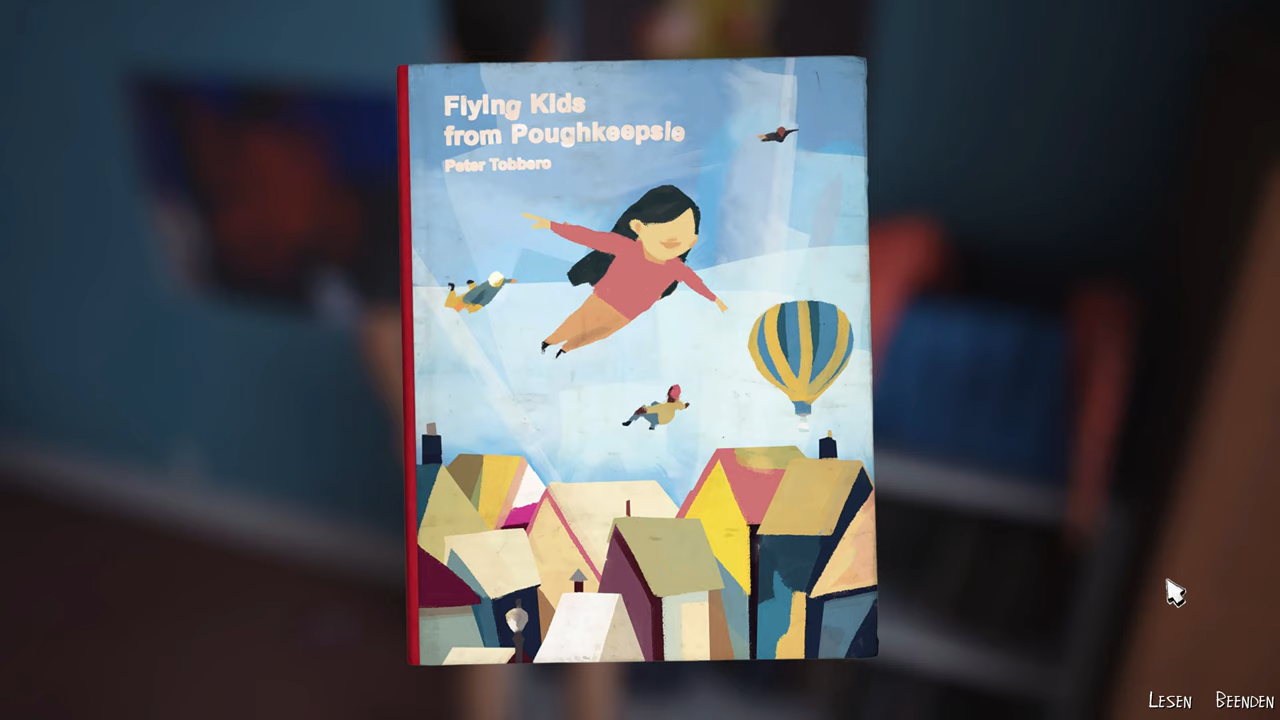 Flying Kids
from Poughkeepsie
Peter Tobbero
Lesen Beenden